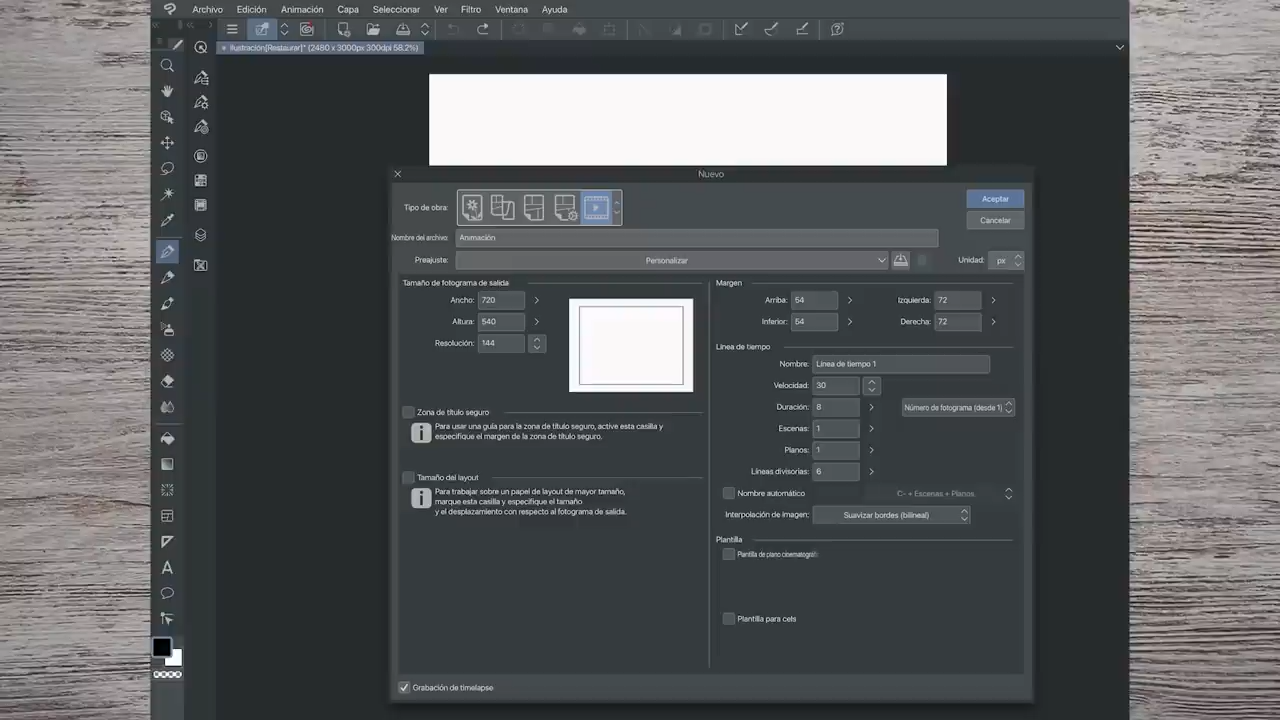 Archivo Edición Animación Capa Seleccionar Ver Filtro Ventana Ayuda
Ilustración[Restaurar]* (2480 x 3000px 300dpi 58.2%)
Nuevo
Tipo de obra:
Aceptar
Cancelar
Nombre del archivo: Animación
Preajuste: Personalizar Unidad: px
Tamaño de fotograma de salida
Ancho: 720
Altura: 540
Resolución: 144
Zona de título seguro
Para usar una guía para la zona de título seguro, active esta casilla y
especifique el margen de la zona de título seguro.
Tamaño del layout
Para trabajar sobre un papel de layout de mayor tamaño,
marque esta casilla y especifique el tamaño
y el desplazamiento con respecto al fotograma de salida.
Margen
Arriba: 54 Izquierda: 72
Inferior: 54 Derecha: 72
Línea de tiempo
Nombre: Línea de tiempo 1
Velocidad: 30
Duración: 8 Número de fotograma (desde 1)
Escenas: 1
Planos: 1
Líneas divisorias: 6
Nombre automático C- + Escenas + Planos
Interpolación de imagen: Suavizar bordes (bilineal)
Plantilla
Plantilla de plano cinematográfi
Plantilla para cels
Grabación de timelapse